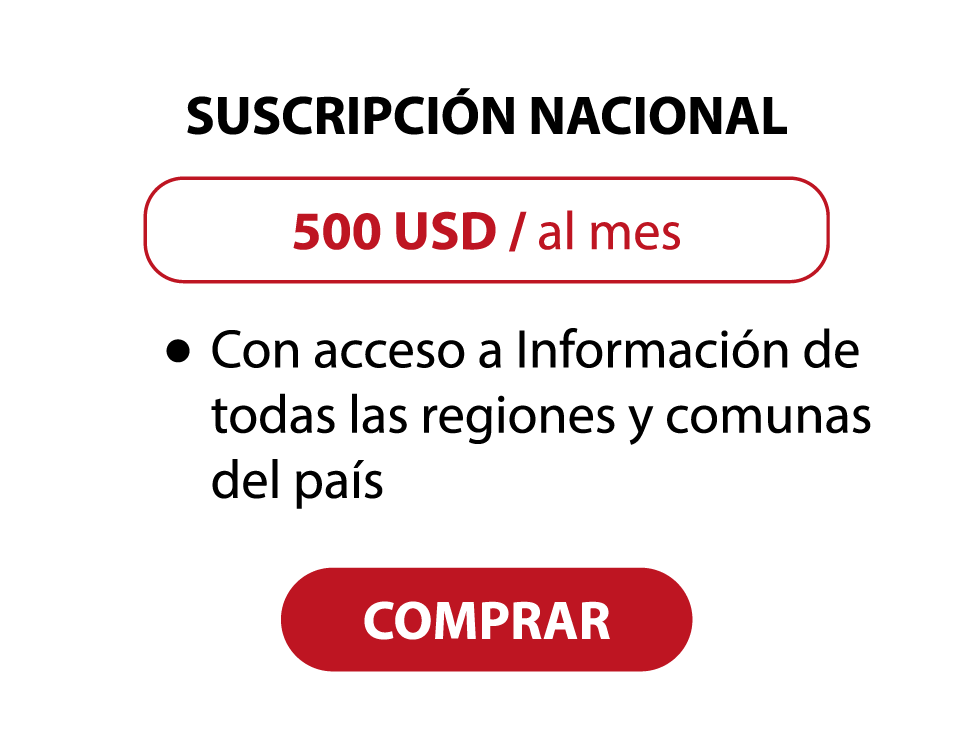 SUSCRIPCIÓN NACIONAL
500 USD / al mes
● Con acceso a Información de
todas las regiones y comunas
del país
COMPRAR